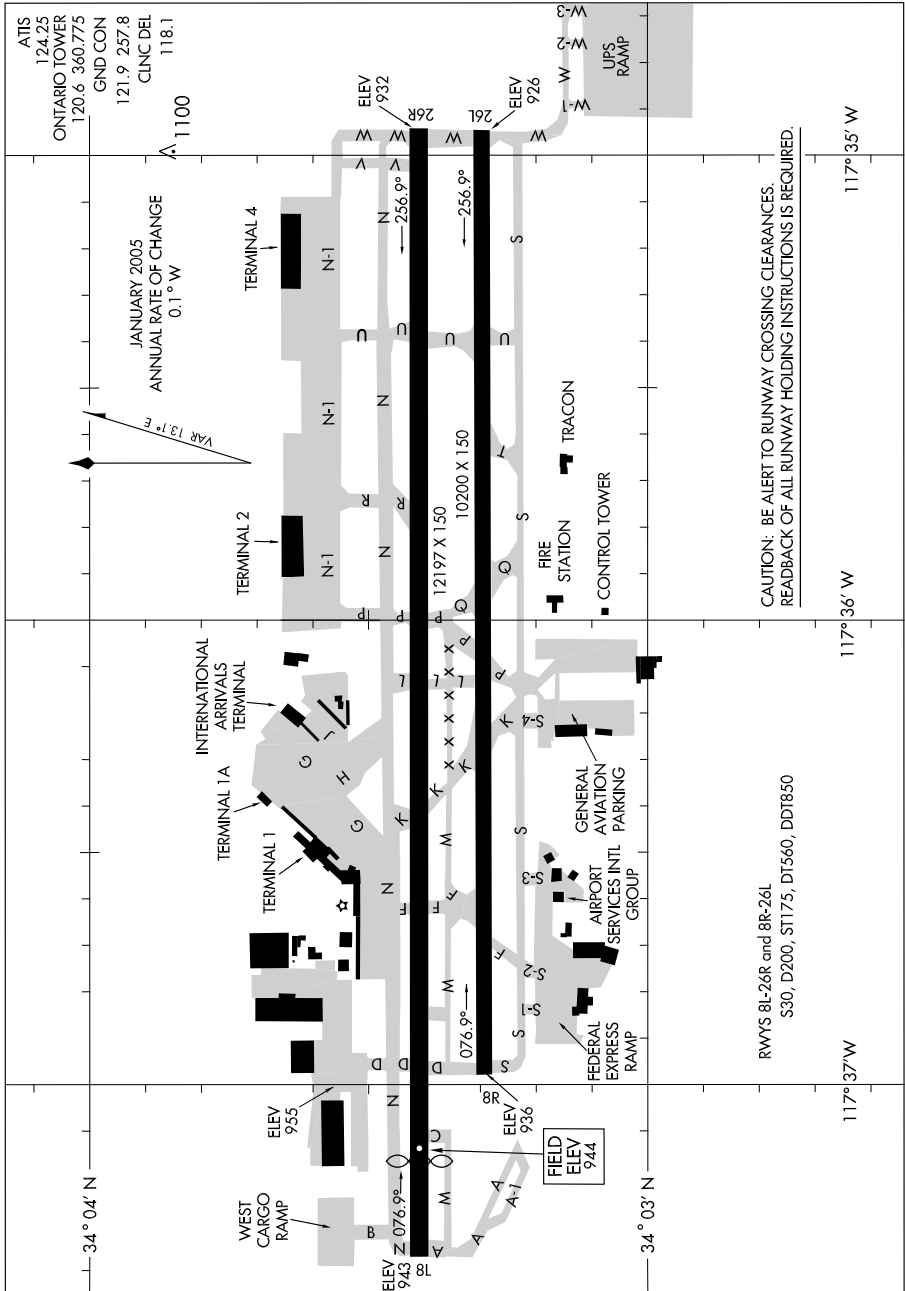 ATIS
124.25
ONTARIO TOWER
120.6 360.775
GND CON
121.9 257.8
CLNC DEL
118.1
1100
JANUARY 2005
ANNUAL RATE OF CHANGE
0.1° W
VAR 13.1° E
34° 04' N
34° 03' N
117° 35' W
117° 36' W
117° 37'W
WEST
CARGO
RAMP
ELEV
955
TERMINAL 1
TERMINAL 1A
INTERNATIONAL
ARRIVALS
TERMINAL
TERMINAL 2
TERMINAL 4
B
D
G
H
G
J
P
R
U
V
W
N-1
N-1
N-1
N
N
N
N
N
N
N
D
F
K
P
R
U
V
W
ELEV
943
8L
076.9°
256.9°
26R
ELEV
932
12197 X 150
A
C
D
F
K
L
P
U
W
FIELD
ELEV
944
M
W
W
F
K
X X X X X X
L
P
Q
U
W
A
A
A-1
ELEV
936
8R
076.9°
256.9°
26L
ELEV
926
10200 X 150
S
F
K
P
Q
T
U
W
S
S
S
S
S-1
S-2
S-3
S-4
W-1
W
W-2
W-3
UPS
RAMP
FEDERAL
EXPRESS
RAMP
AIRPORT
SERVICES INTL
GROUP
GENERAL
AVIATION
PARKING
FIRE
STATION
CONTROL TOWER
TRACON
RWYS 8L-26R and 8R-26L
S30, D200, ST175, DT560, DDT850
CAUTION: BE ALERT TO RUNWAY CROSSING CLEARANCES.
READBACK OF ALL RUNWAY HOLDING INSTRUCTIONS IS REQUIRED.